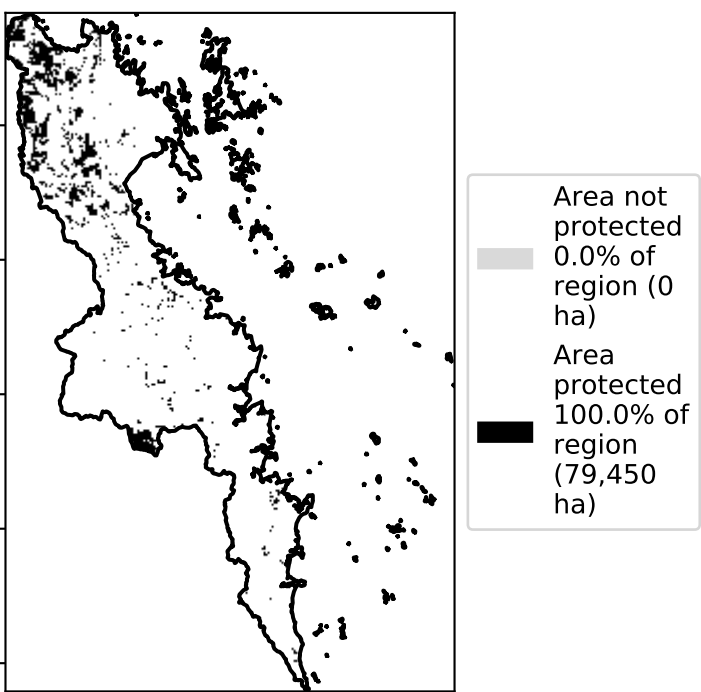 Area not
protected
0.0% of
region (0
ha)
Area
protected
100.0% of
region
(79,450
ha)